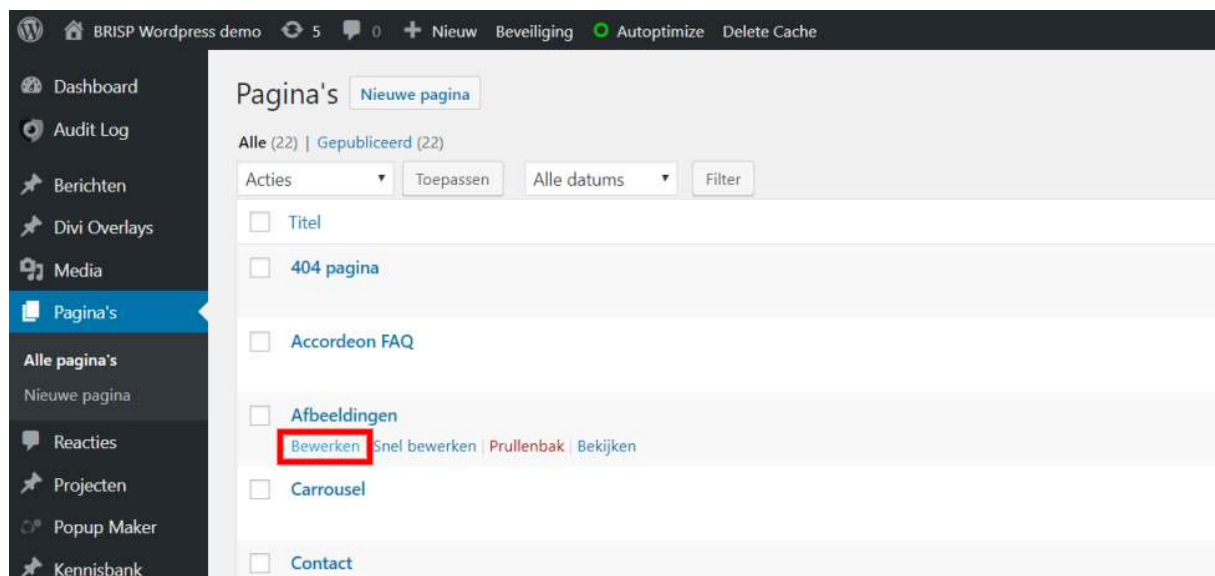 BRISP Wordpress demo 5 0 Nieuw Beveiliging Autoptimize Delete Cache
Dashboard
Audit Log
Berichten
Divi Overlays
Media
Pagina's
Alle pagina's
Nieuwe pagina
Reacties
Projecten
Popup Maker
Kennisbank
Pagina's Nieuwe pagina
Alle (22) | Gepubliceerd (22)
Acties Toepassen Alle datums Filter
Titel
404 pagina
Accordeon FAQ
Afbeeldingen
Bewerken Snel bewerken | Prullenbak | Bekijken
Carrousel
Contact